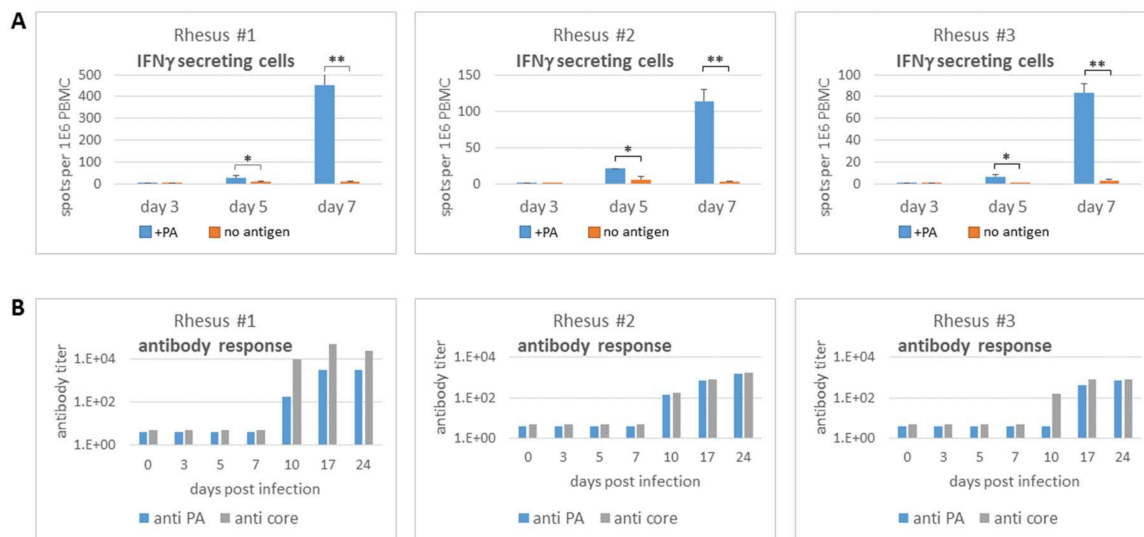 A
Rhesus #1
IFNγ secreting cells
spots per 1E6 PBMC
500
400
300
200
100
0
**
*
day 3 day 5 day 7
+PA no antigen
Rhesus #2
IFNγ secreting cells
spots per 1E6 PBMC
150
100
50
0
**
*
day 3 day 5 day 7
+PA no antigen
Rhesus #3
IFNγ secreting cells
spots per 1E6 PBMC
100
80
60
40
20
0
**
*
day 3 day 5 day 7
+PA no antigen
B
Rhesus #1
antibody response
antibody titer
1.E+04
1.E+02
1.E+00
0 3 5 7 10 17 24
days post infection
anti PA anti core
Rhesus #2
antibody response
antibody titer
1.E+04
1.E+02
1.E+00
0 3 5 7 10 17 24
days post infection
anti PA anti core
Rhesus #3
antibody response
antibody titer
1.E+04
1.E+02
1.E+00
0 3 5 7 10 17 24
days post infection
anti PA anti core